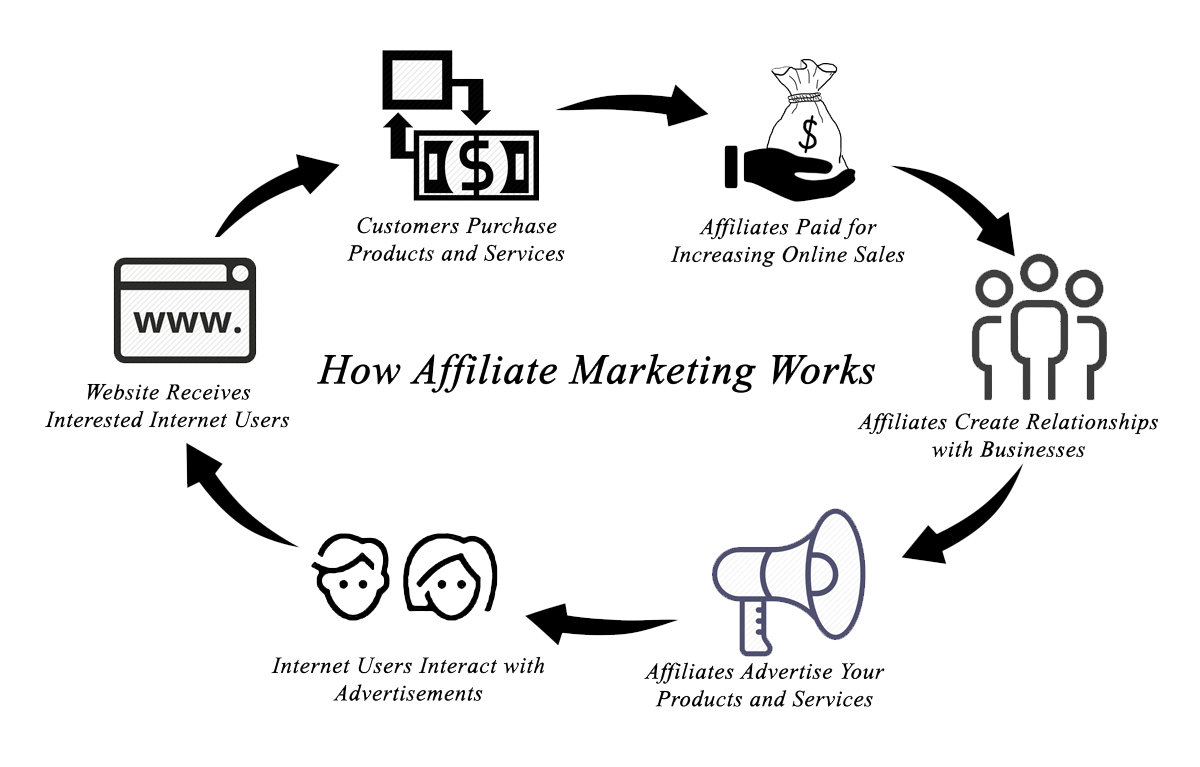 $
$
Customers Purchase
Products and Services
Affiliates Paid for
Increasing Online Sales
www.
How Affiliate Marketing Works
Website Receives
Interested Internet Users
Affiliates Create Relationships
with Businesses
Internet Users Interact with
Advertisements
Affiliates Advertise Your
Products and Services